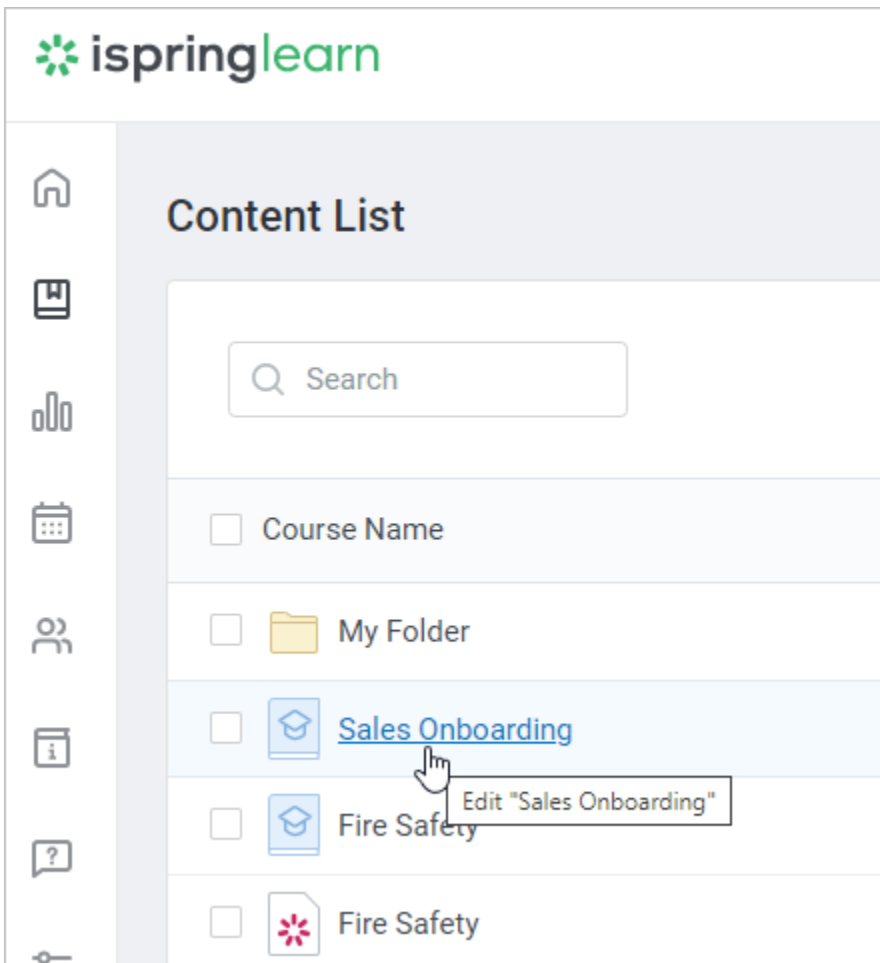 ispringlearn
Content List
Search
Course Name
My Folder
Sales Onboarding
Edit "Sales Onboarding"
Fire Safety
Fire Safety